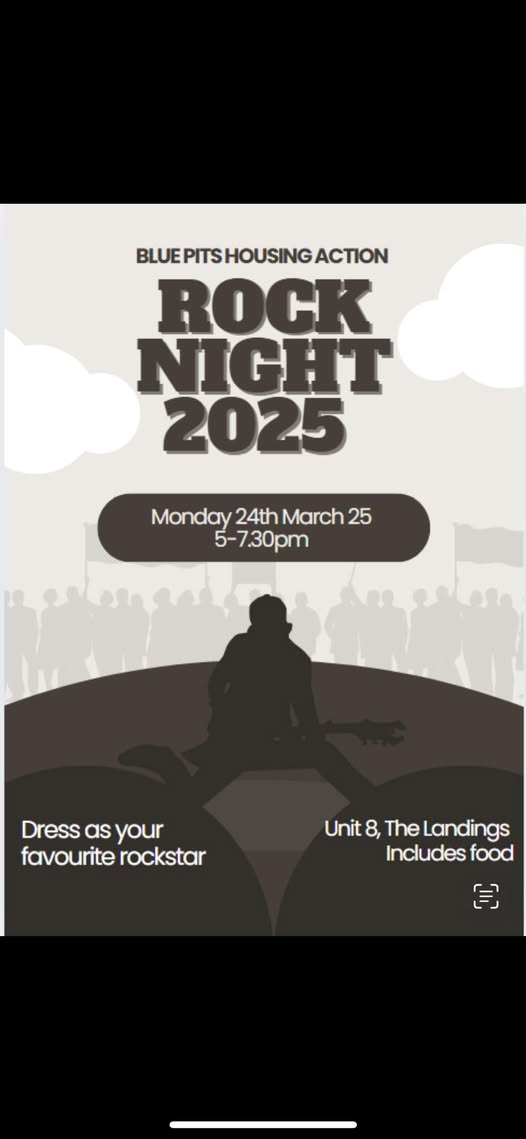 BLUE PITS HOUSING ACTION
ROCK
NIGHT
2025
Monday 24th March 25
5-7.30pm
Dress as your
favourite rockstar
Unit 8, The Landings
Includes food